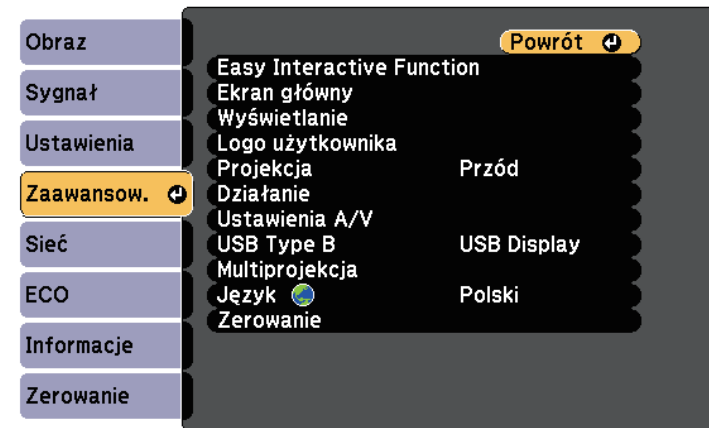 Obraz
Sygnał
Ustawienia
Zaawansow.
Sieć
ECO
Informacje
Zerowanie
Powrót
Easy Interactive Function
Ekran główny
Wyświetlanie
Logo użytkownika
Projekcja Przód
Działanie
Ustawienia A/V
USB Type B USB Display
Multiprojekcja
Język Polski
Zerowanie